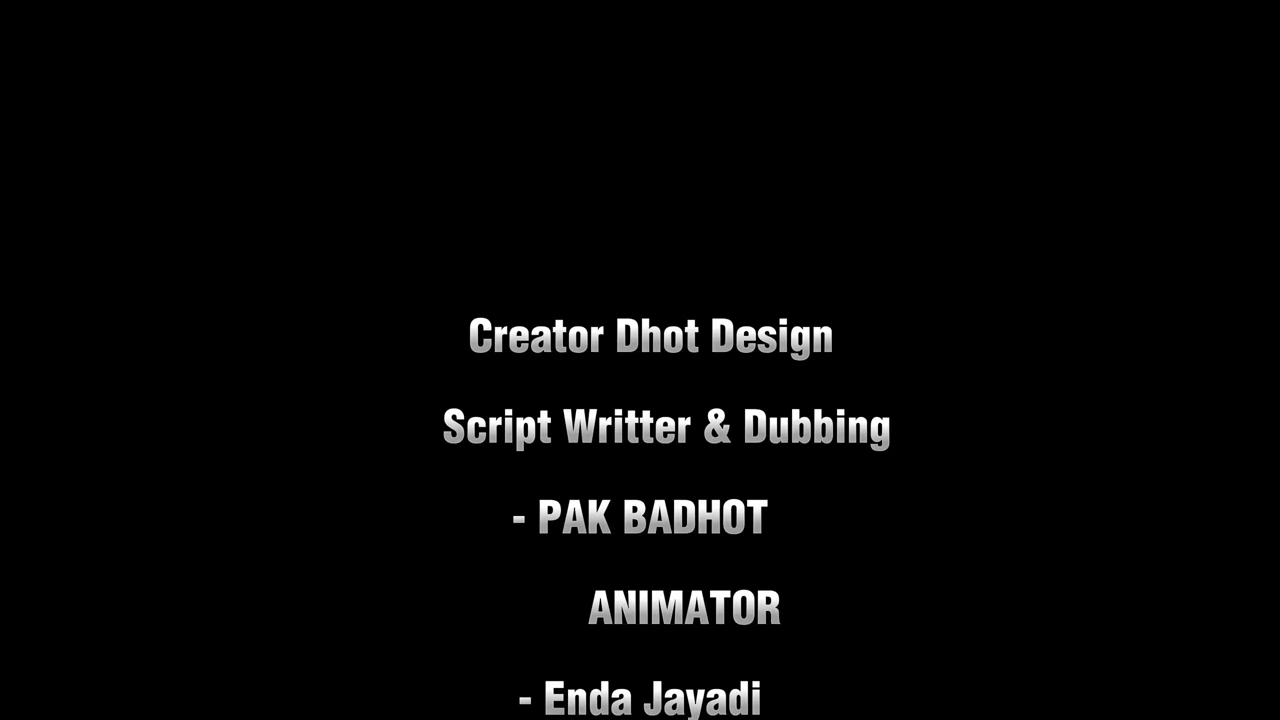 Creator Dhot Design
Script Writter & Dubbing
- PAK BADHOT
ANIMATOR
- Enda Jayadi